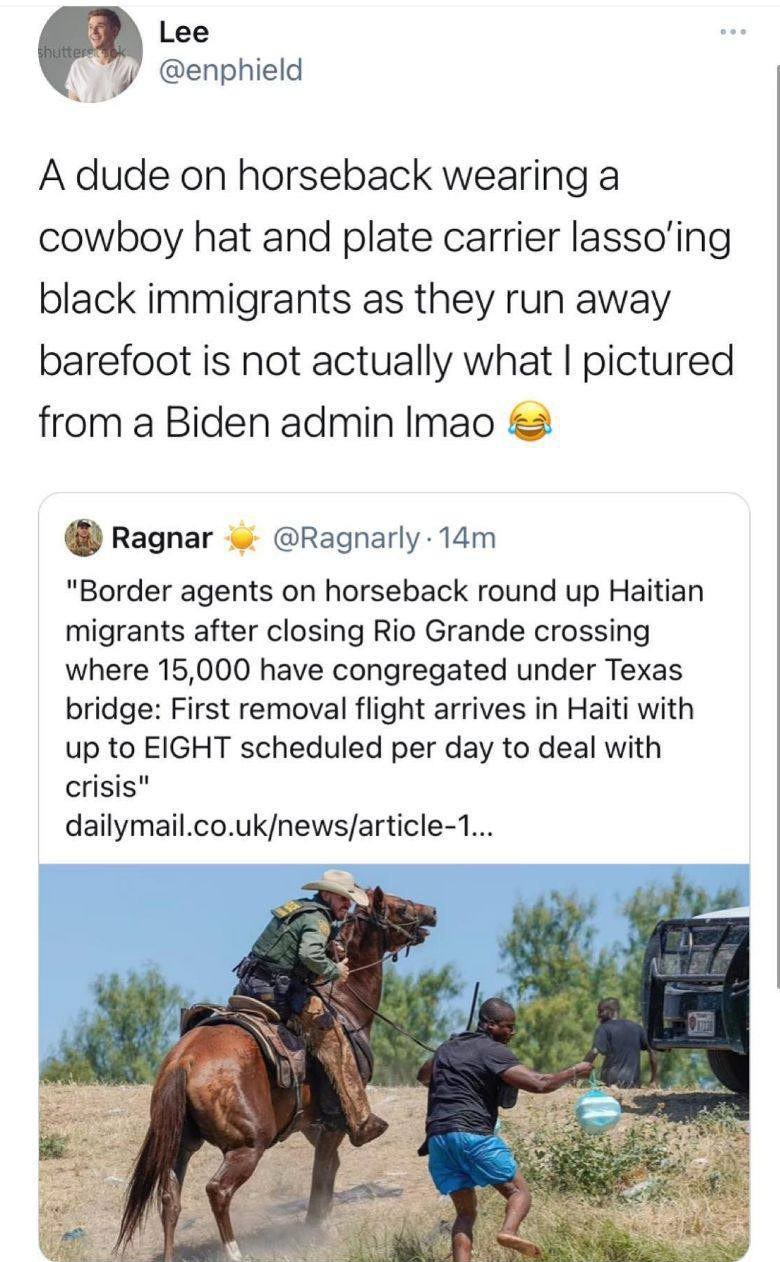 shutterstock
Lee
@enphield
A dude on horseback wearing a
cowboy hat and plate carrier lasso'ing
black immigrants as they run away
barefoot is not actually what I pictured
from a Biden admin lmao 😂
Ragnar ☀️ @Ragnarly · 14m
"Border agents on horseback round up Haitian
migrants after closing Rio Grande crossing
where 15,000 have congregated under Texas
bridge: First removal flight arrives in Haiti with
up to EIGHT scheduled per day to deal with
crisis"
dailymail.co.uk/news/article-1...